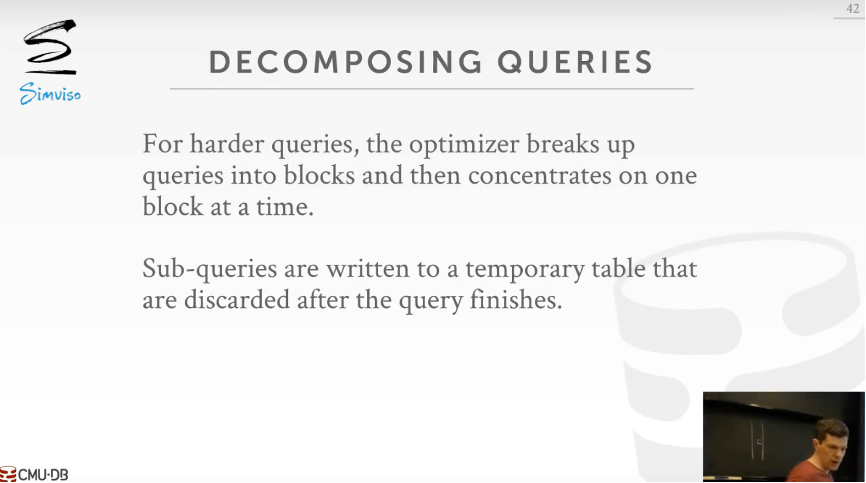 42
Simviso
DECOMPOSING QUERIES
For harder queries, the optimizer breaks up
queries into blocks and then concentrates on one
block at a time.
Sub-queries are written to a temporary table that
are discarded after the query finishes.
CMU·DB